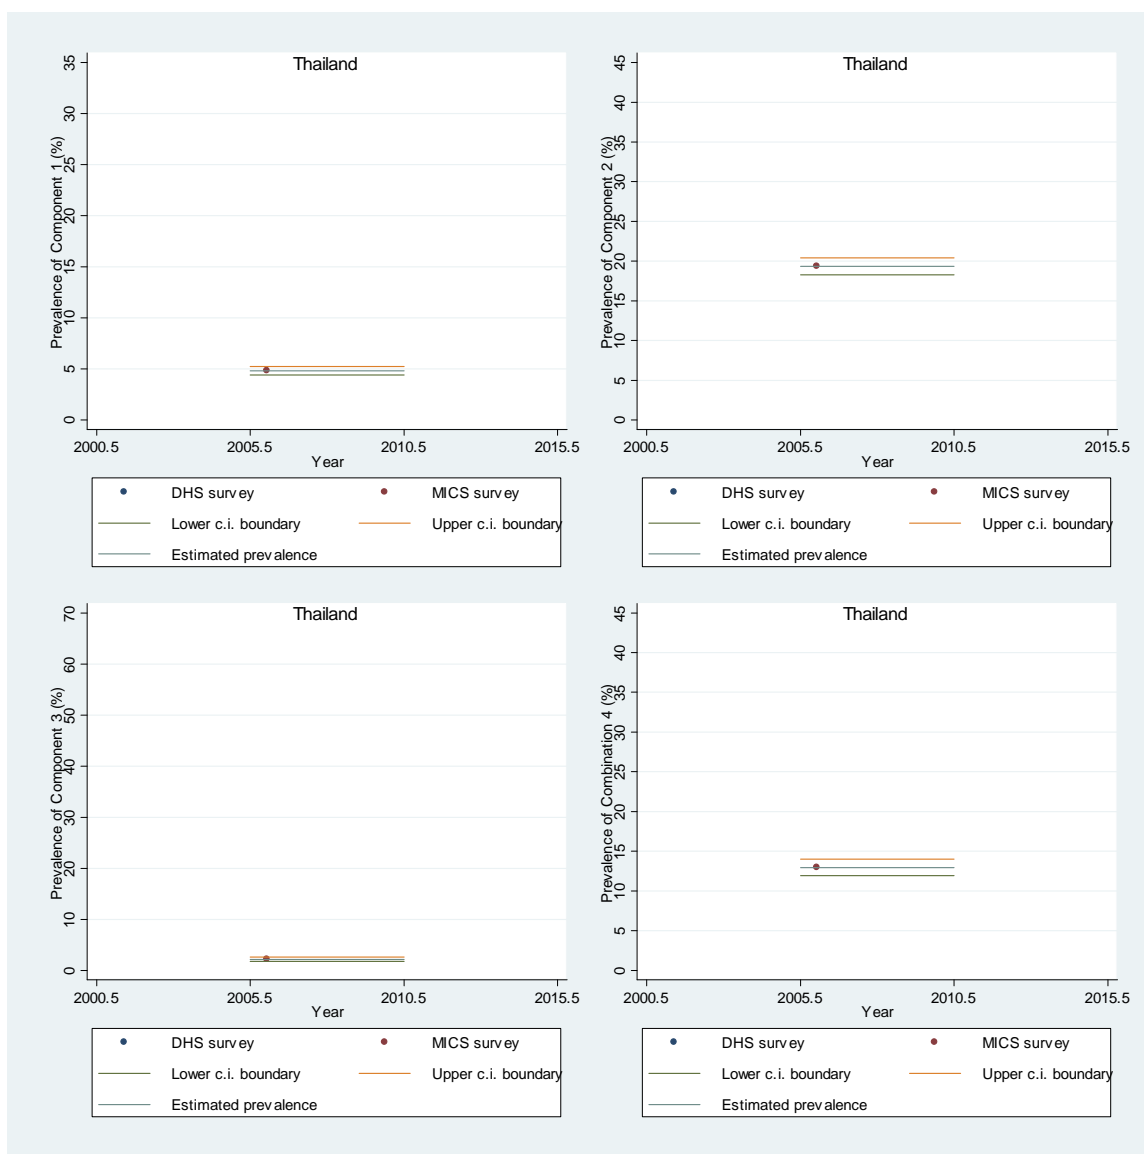 Thailand
Prevalence of Component 1 (%)
35
30
25
20
15
10
5
0
2000.5 2005.5 2010.5 2015.5
Year
DHS survey MICS survey
Lower c.i. boundary Upper c.i. boundary
Estimated prevalence
Thailand
Prevalence of Component 2 (%)
45
40
35
30
25
20
15
10
5
0
2000.5 2005.5 2010.5 2015.5
Year
DHS survey MICS survey
Lower c.i. boundary Upper c.i. boundary
Estimated prevalence
Thailand
Prevalence of Component 3 (%)
70
60
50
40
30
20
10
0
2000.5 2005.5 2010.5 2015.5
Year
DHS survey MICS survey
Lower c.i. boundary Upper c.i. boundary
Estimated prevalence
Thailand
Prevalence of Combination 4 (%)
45
40
35
30
25
20
15
10
5
0
2000.5 2005.5 2010.5 2015.5
Year
DHS survey MICS survey
Lower c.i. boundary Upper c.i. boundary
Estimated prevalence